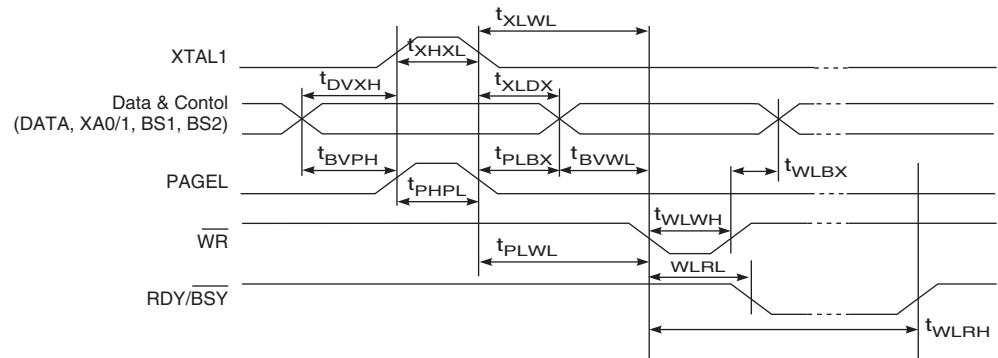 tXLWL
XTAL1
tXHXL
tDVXH
tXLDX
Data & Contol
(DATA, XA0/1, BS1, BS2)
tBVPH
tPLBX
tBVWL
tWLBX
PAGEL
tPHPL
tWLWH
WR
tPLWL
WLRL
RDY/BSY
tWLRH